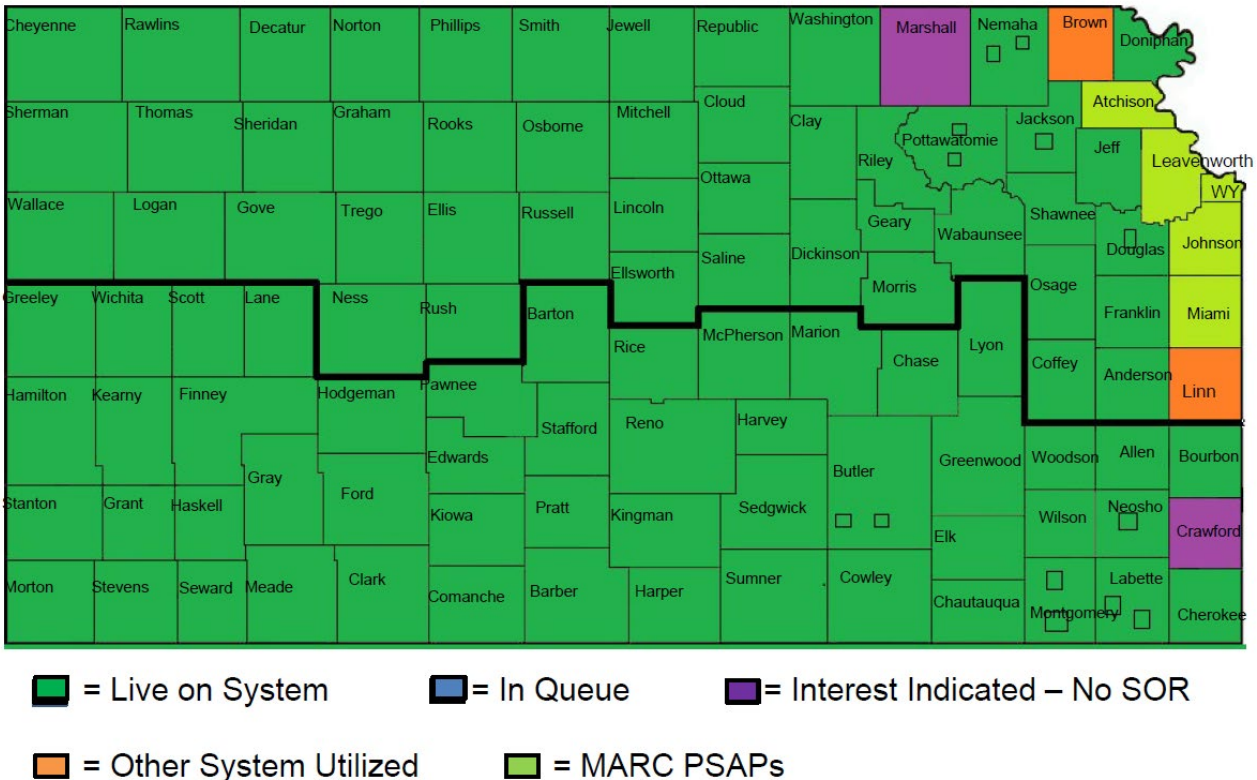 Cheyenne Rawlins Decatur Norton Phillips Smith Jewell Republic Washington Marshall Nemaha Brown Doniphan
Sherman Thomas Sheridan Graham Rooks Osborne Mitchell Cloud Clay Riley Pottawatomie Jackson Atchison
Jeff Leavenworth
WY
Wallace Logan Gove Trego Ellis Russell Lincoln Ottawa Geary Wabaunsee Shawnee Douglas Johnson
Ellsworth Saline Dickinson Morris Osage
Greeley Wichita Scott Lane Ness Rush Barton Franklin Miami
Rice McPherson Marion Chase Lyon Coffey Anderson Linn
Hamilton Kearny Finney Hodgeman Pawnee Stafford Reno Harvey
Gray Edwards Butler Greenwood Woodson Allen Bourbon
Stanton Grant Haskell Ford Kiowa Pratt Kingman Sedgwick Elk Wilson Neosho Crawford
Morton Stevens Seward Meade Clark Comanche Barber Harper Sumner Cowley Chautauqua Montgomery Labette Cherokee
= Live on System = In Queue = Interest Indicated – No SOR
= Other System Utilized = MARC PSAPs